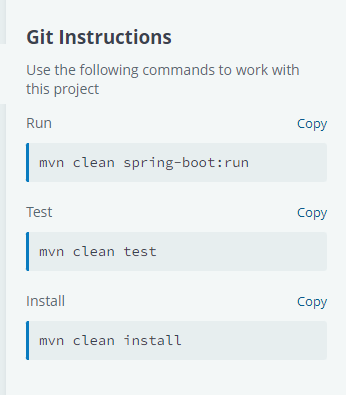 Git Instructions
Use the following commands to work with
this project
Run Copy
mvn clean spring-boot:run
Test Copy
mvn clean test
Install Copy
mvn clean install